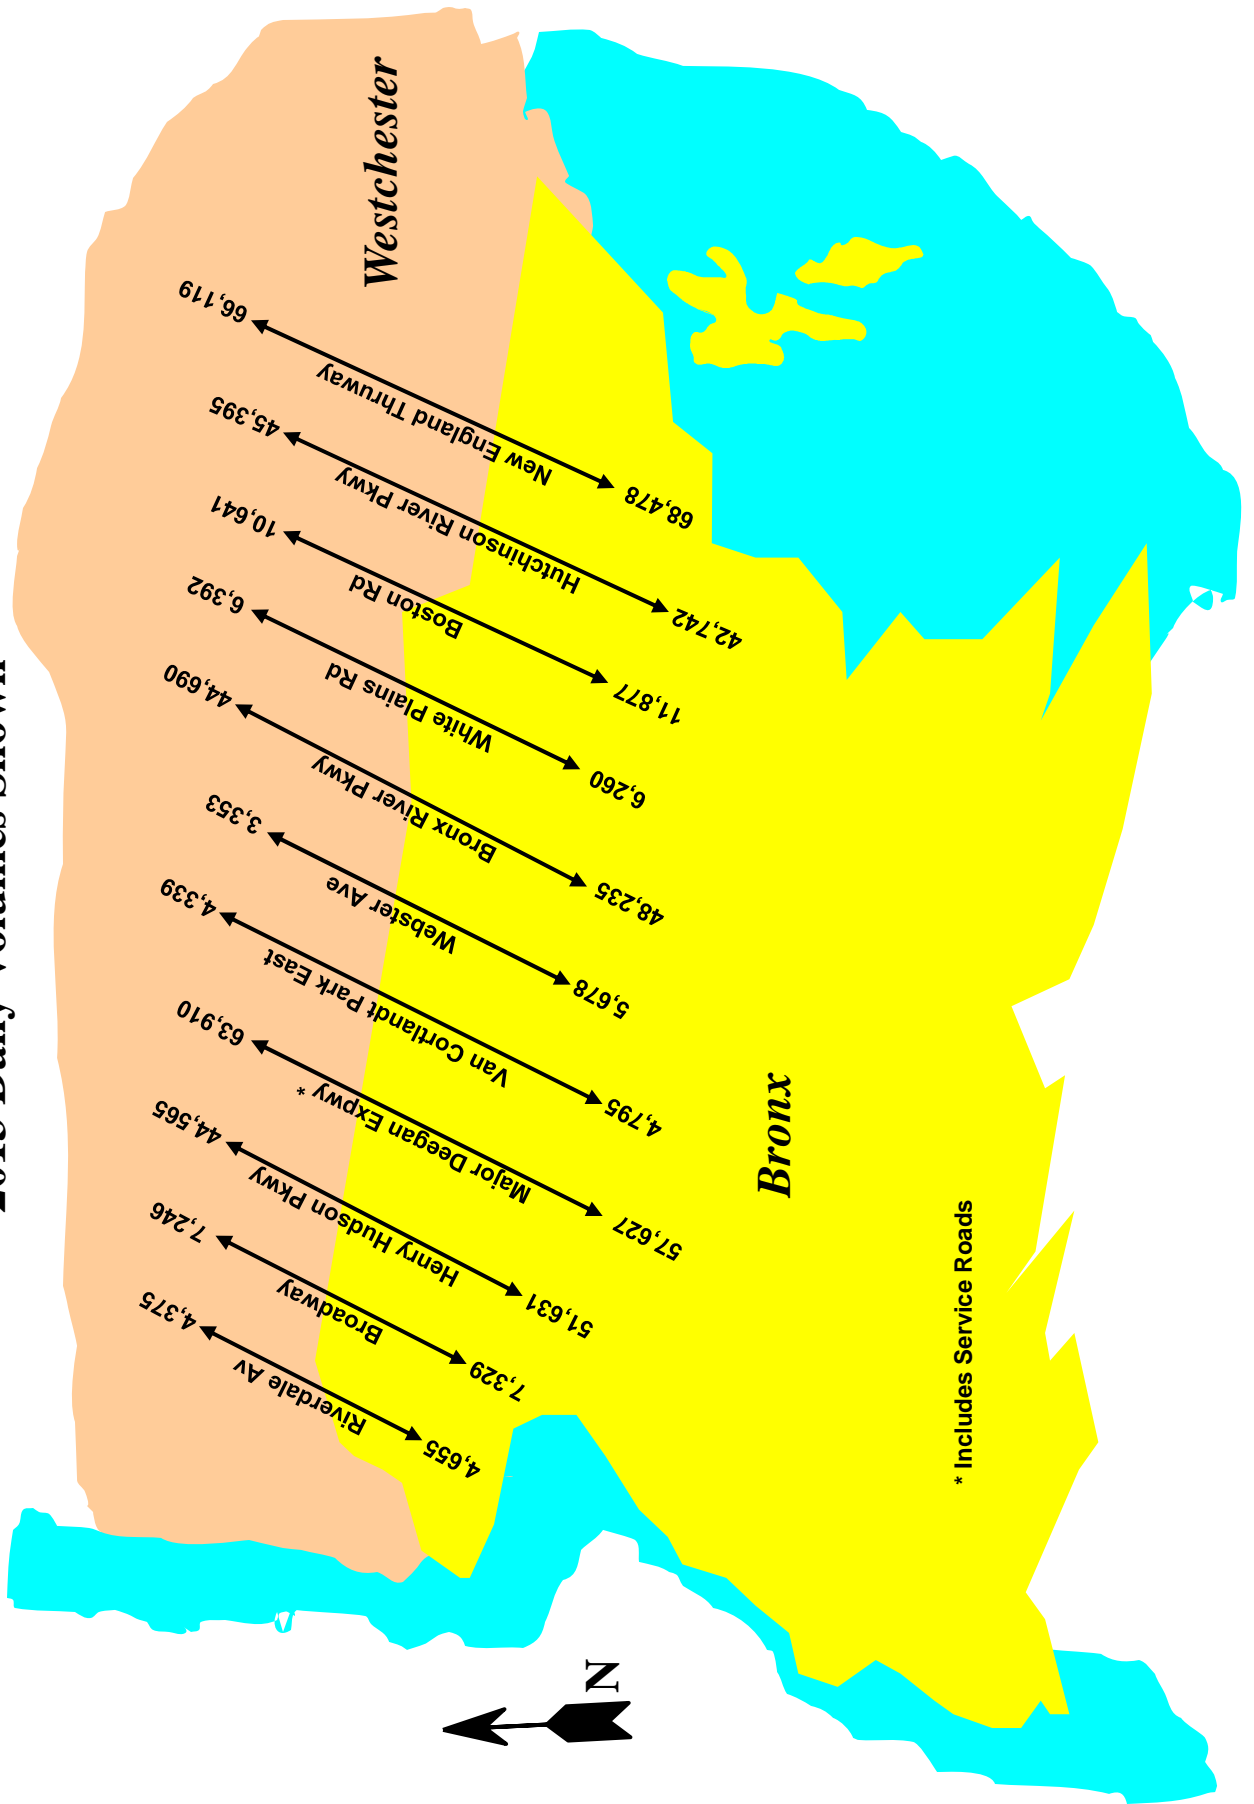 Westchester
66,119
New England Thruway
68,478
45,395
Hutchinson River Pkwy
42,742
10,641
Boston Rd
11,877
6,392
White Plains Rd
6,260
44,690
Bronx River Pkwy
48,235
3,353
Webster Ave
5,678
4,339
Van Cortlandt Park East
4,795
63,910
Major Deegan Expwy *
57,627
44,565
Henry Hudson Pkwy
51,631
7,246
Broadway
7,329
4,375
Riverdale Av
4,655
Bronx
* Includes Service Roads
N